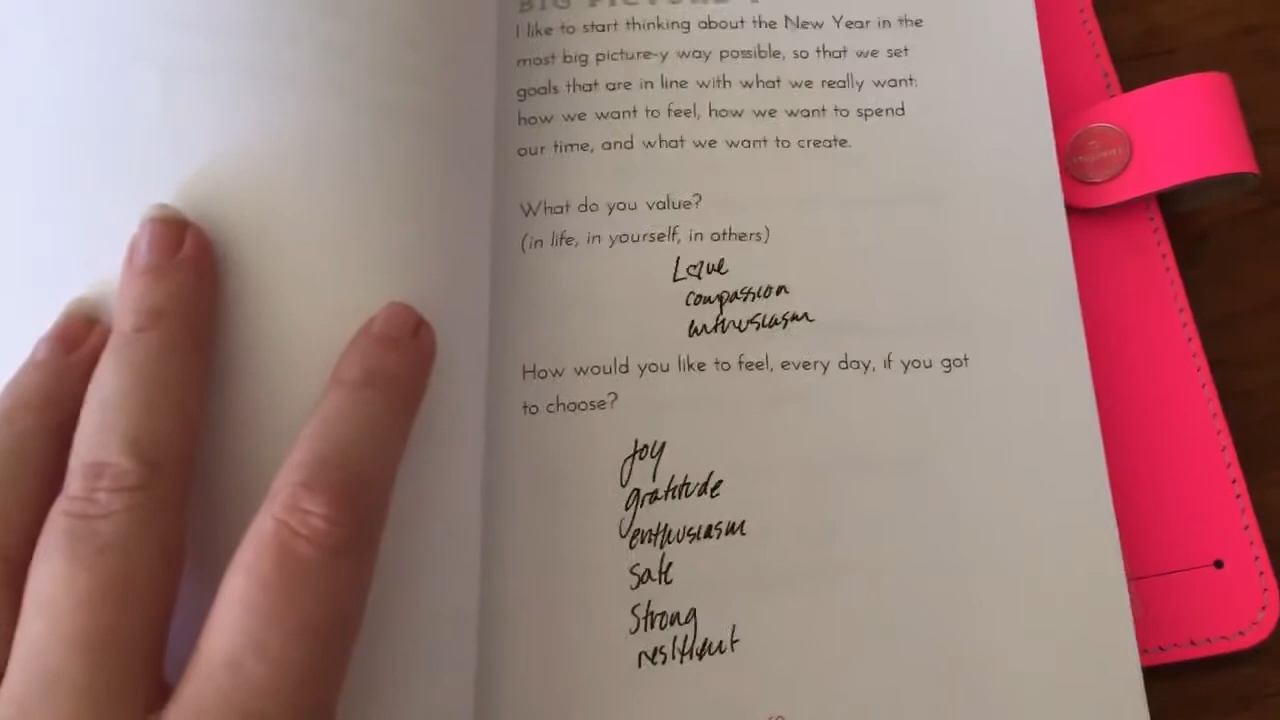 BIG PICTURE
I like to start thinking about the New Year in the
most big picture-y way possible, so that we set
goals that are in line with what we really want:
how we want to feel, how we want to spend
our time, and what we want to create.
What do you value?
(in life, in yourself, in others)
Love
compassion
enthusiasm
How would you like to feel, every day, if you got
to choose?
Joy
gratitude
enthusiasm
Safe
Strong
resilient